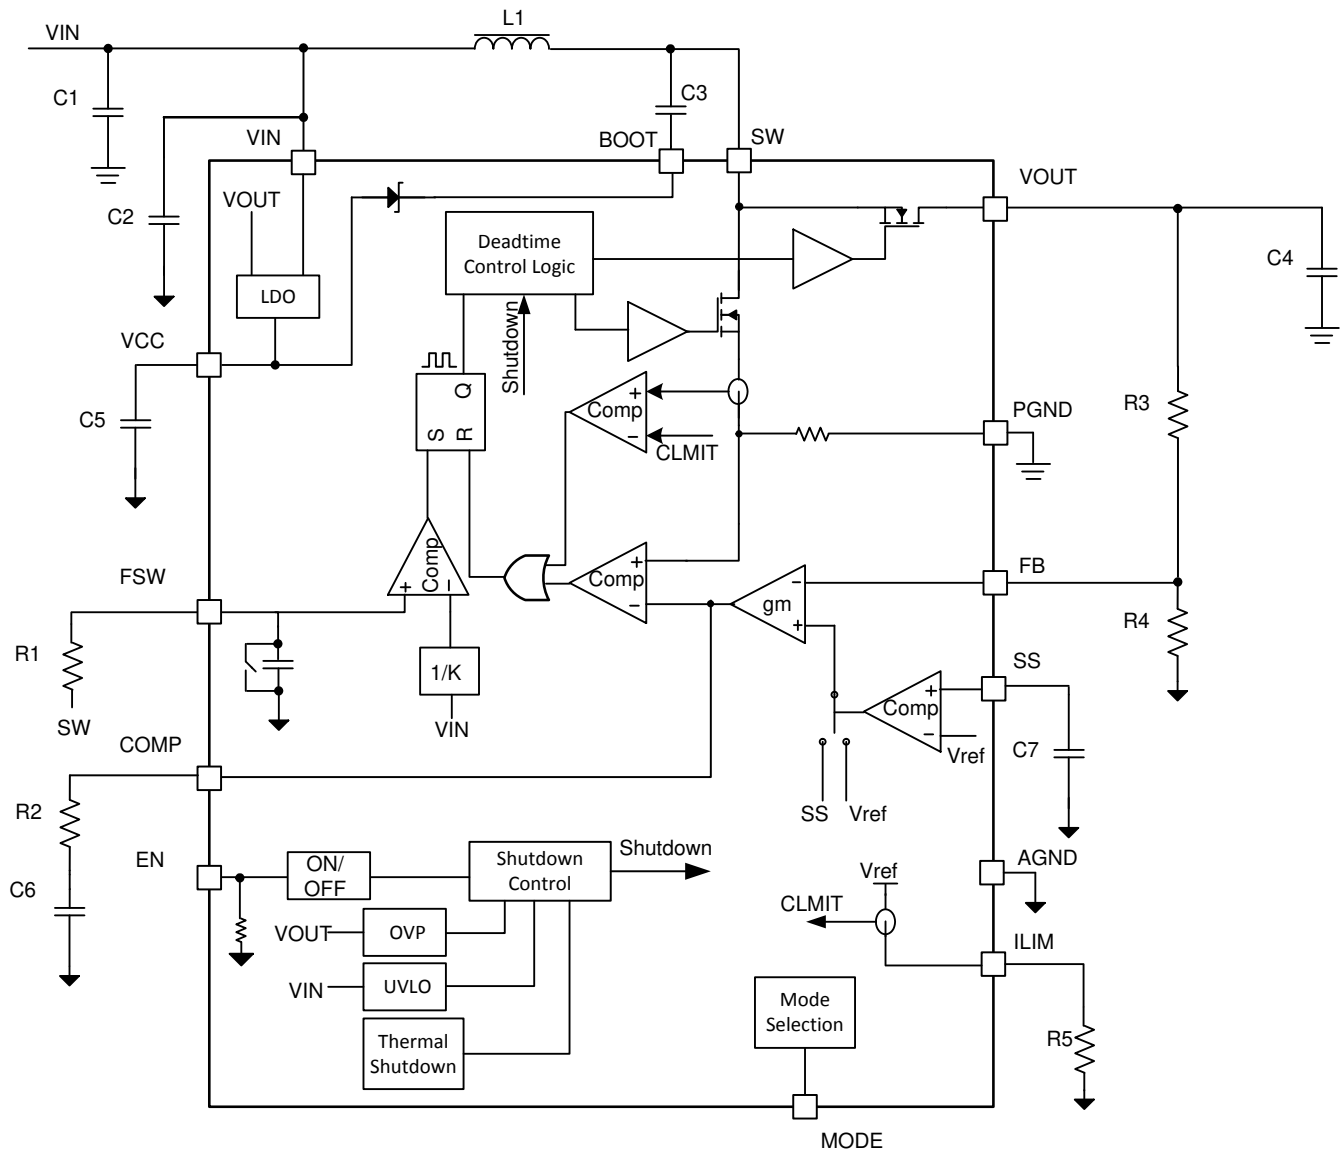 L1
VIN
C1
C3
VIN
BOOT
SW
VOUT
VOUT
C2
Deadtime
Control Logic
C4
LDO
Shutdown
VCC
Q
S
R
Comp
+
−
CLMIT
PGND
R3
C5
FSW
Comp
+
−
Comp
+
−
gm
−
+
FB
R4
R1
1/K
SS
SW
VIN
Comp
+
−
Vref
C7
COMP
R2
SS
Vref
EN
ON/
OFF
Shutdown
Control
Shutdown
Vref
AGND
C6
CLMIT
VOUT
OVP
ILIM
VIN
UVLO
Mode
Selection
Thermal
Shutdown
R5
MODE